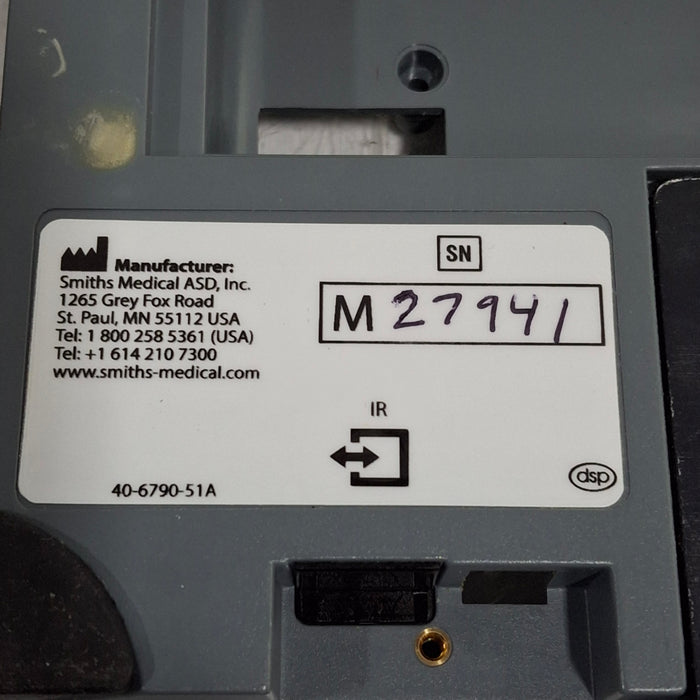 Manufacturer:
Smiths Medical ASD, Inc.
1265 Grey Fox Road
St. Paul, MN 55112 USA
Tel: 1 800 258 5361 (USA)
Tel: +1 614 210 7300
www.smiths-medical.com
SN
M 27941
IR
40-6790-51A
dsp